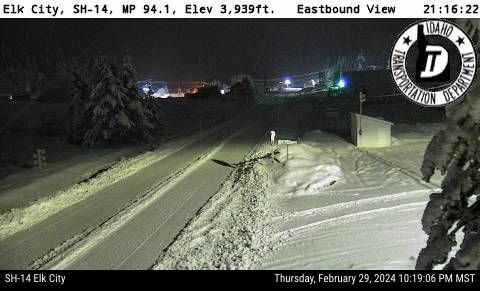 Elk City, SH-14, MP 94.1, Elev 3,939ft. Eastbound View 21:16:22
IDAHO
TRANSPORTATION DEPARTMENT
SH-14 Elk City Thursday, February 29, 2024 10:19:06 PM MST